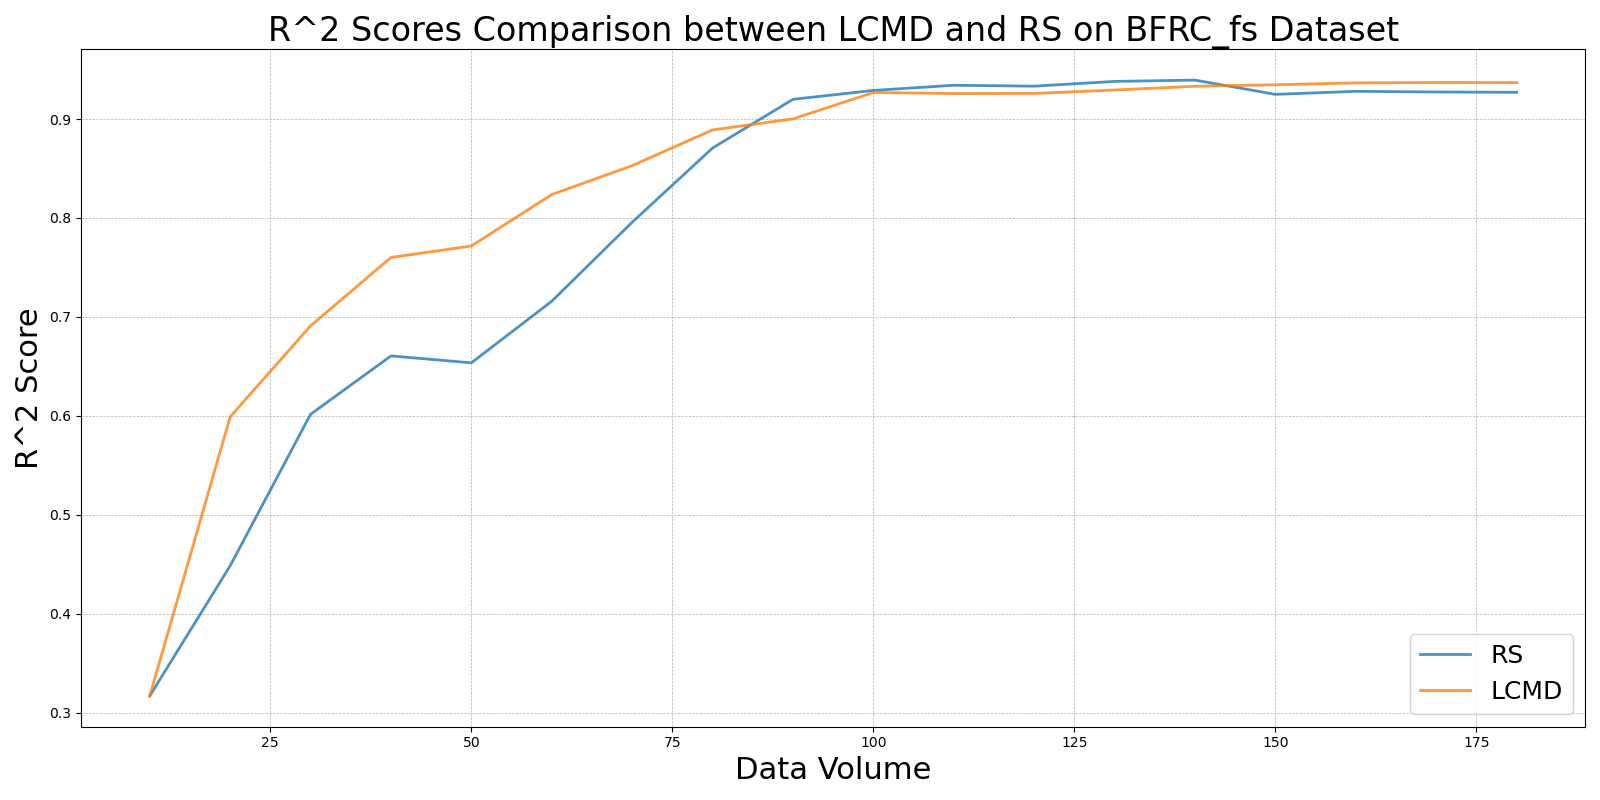 R^2 Scores Comparison between LCMD and RS on BFRC_fs Dataset
R^2 Score
0.9
0.8
0.7
0.6
0.5
0.4
0.3
RS
LCMD
25 50 75 100 125 150 175
Data Volume